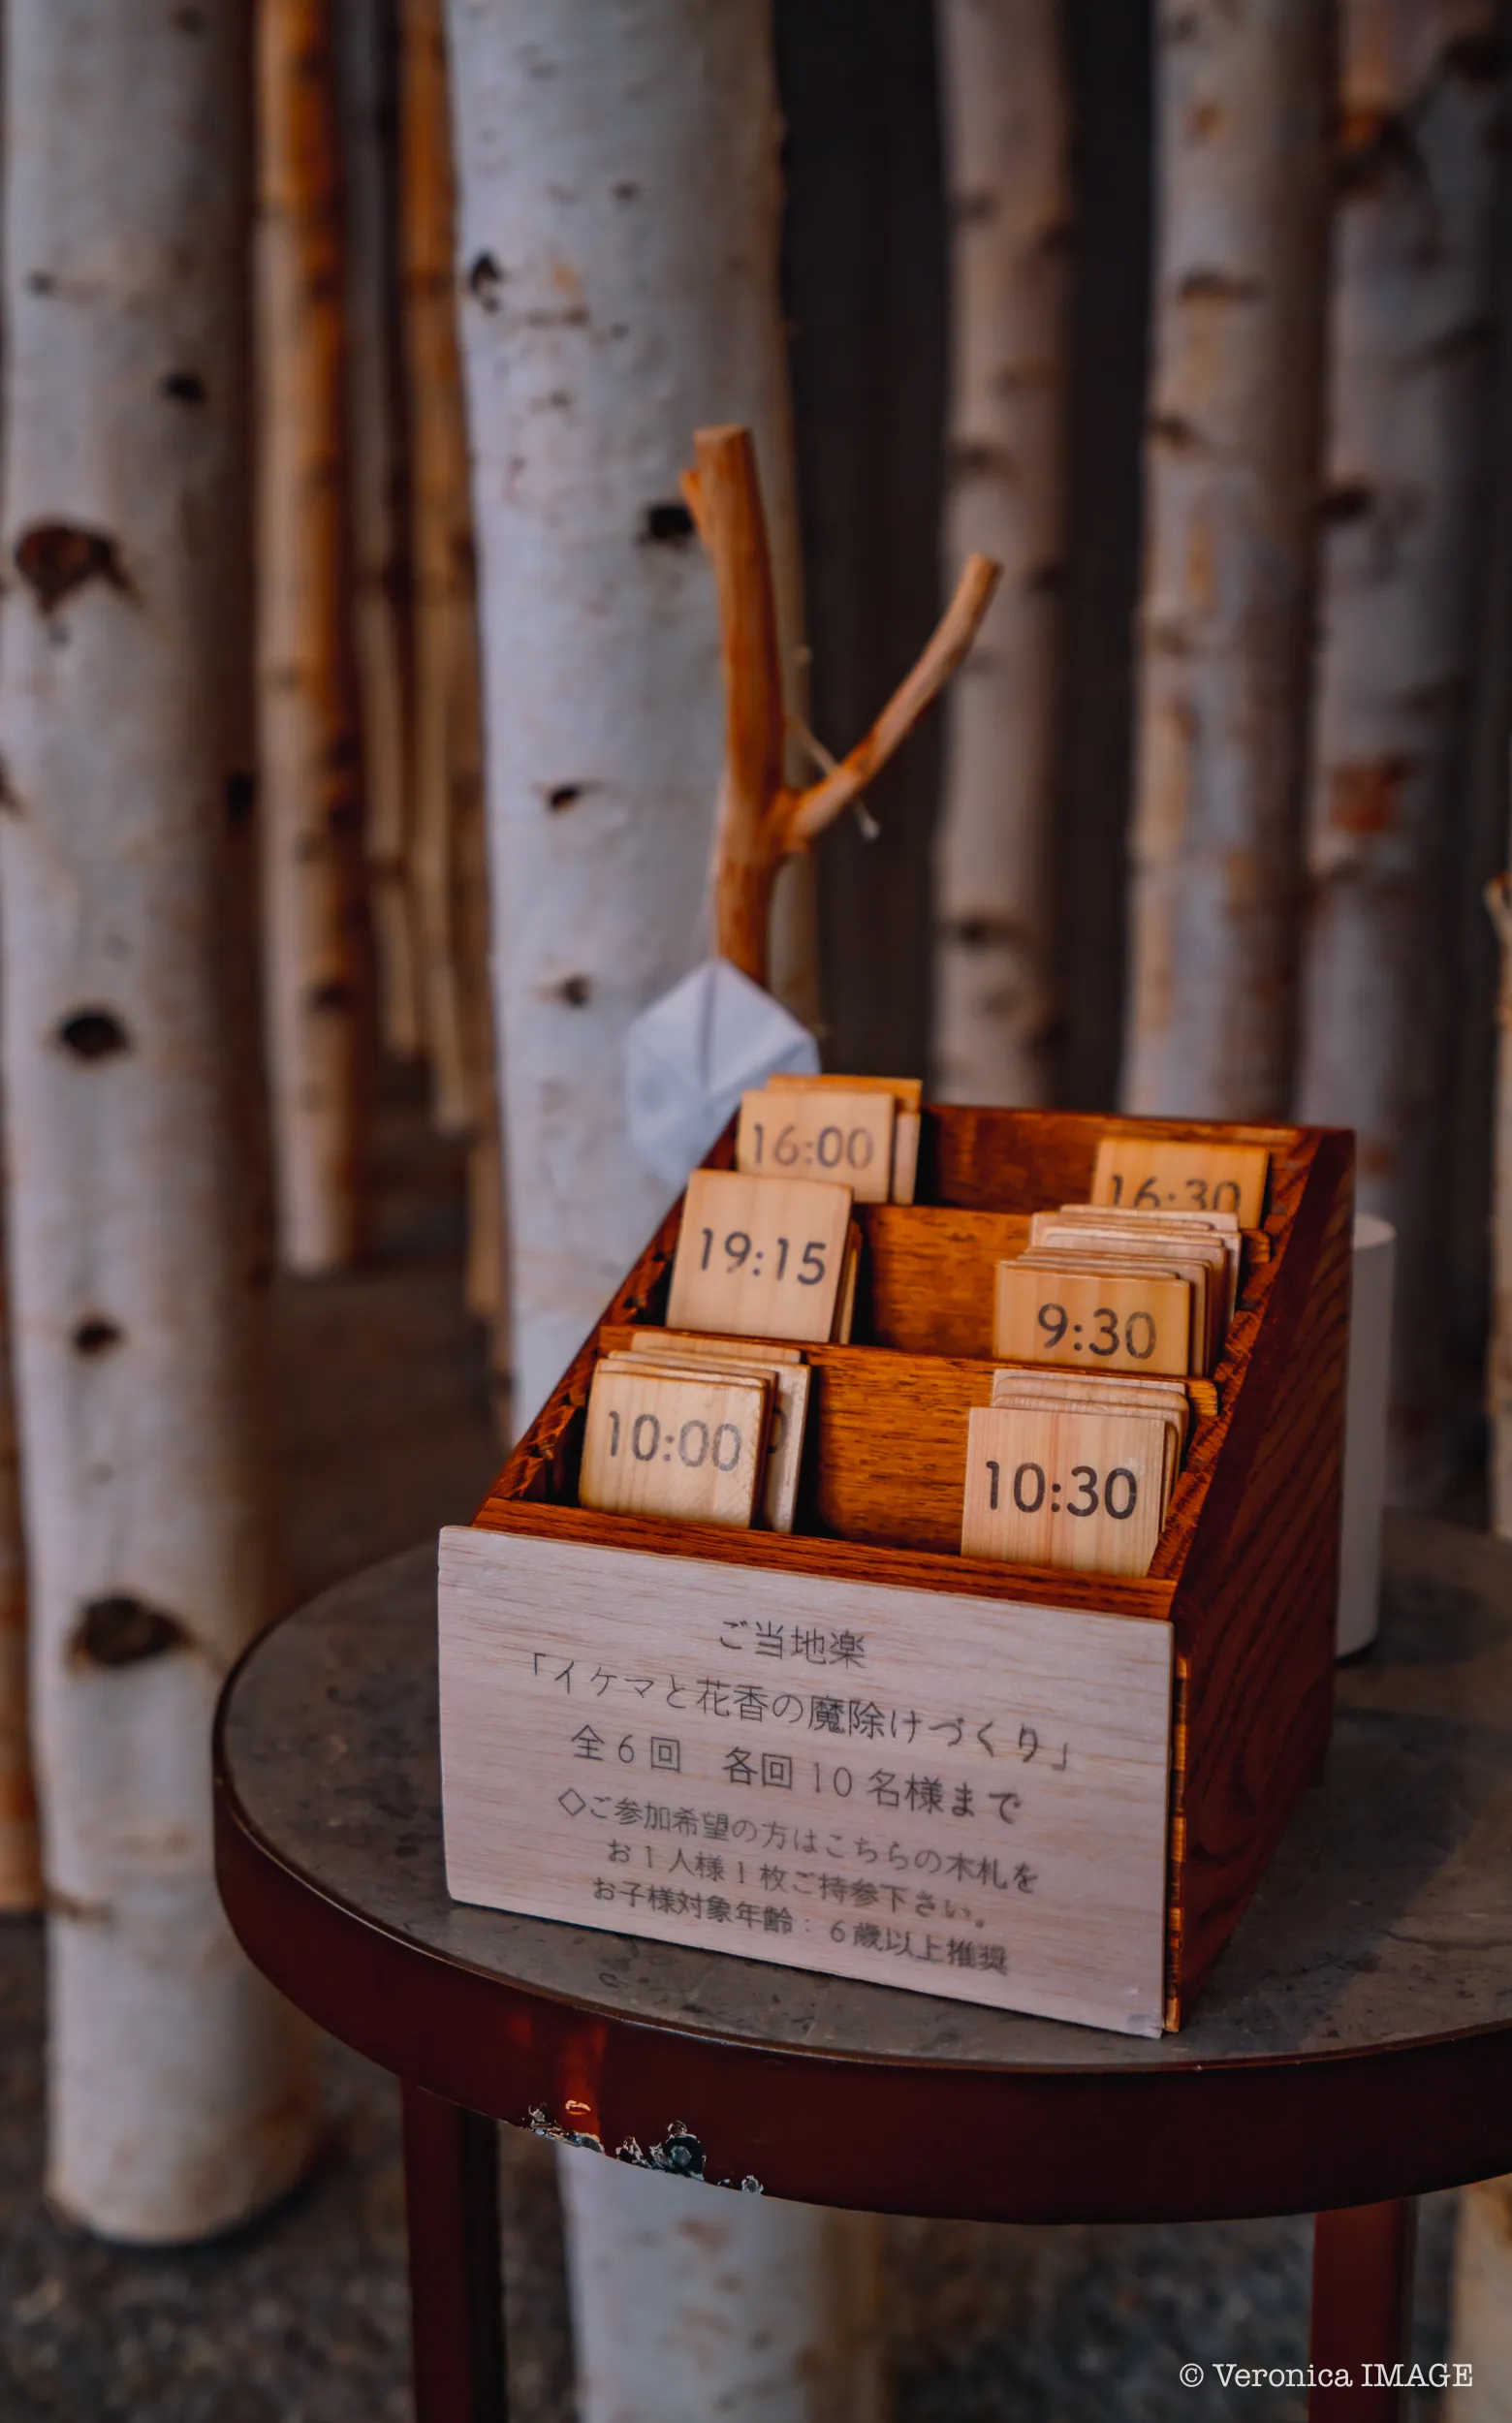 16:00
16:30
19:15
9:30
10:00
10:30
ご当地楽
「イケマと花香の魔除けづくり」
全6回 各回10名様まで
◇ご参加希望の方はこちらの木札を
お1人様1枚ご持参下さい。
お子様対象年齢：6歳以上推奨
© Veronica IMAGE